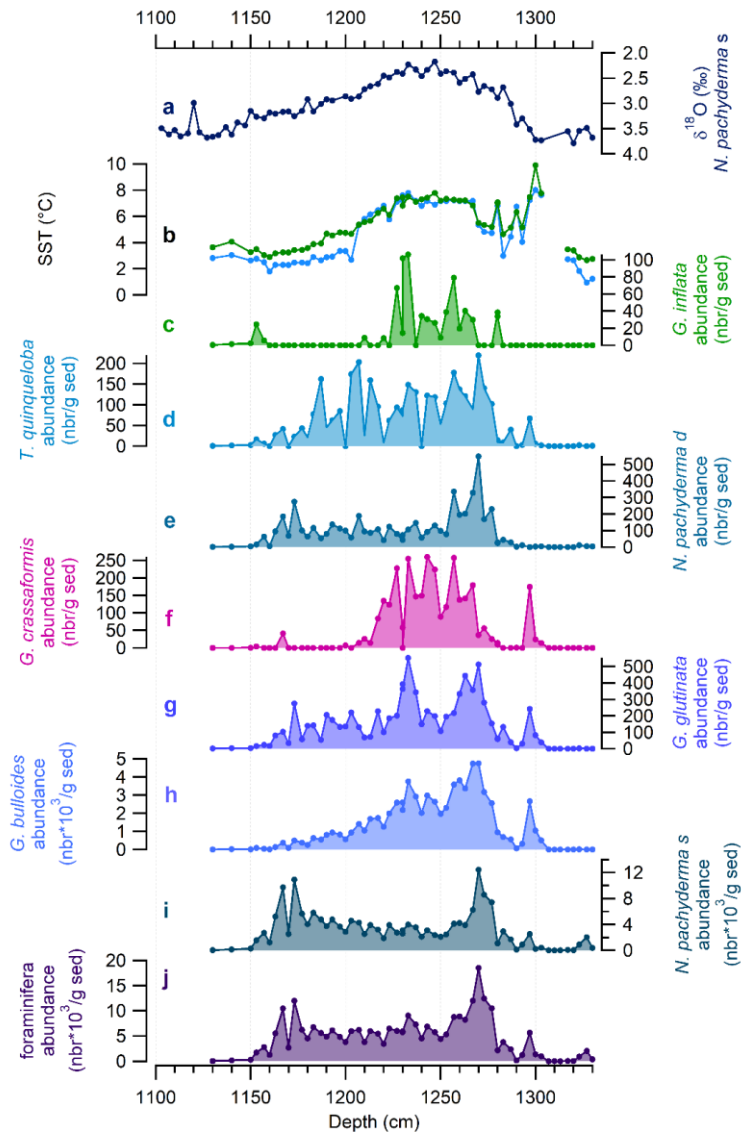 1100 1150 1200 1250 1300
2.0
2.5
3.0
3.5
4.0
δ18O (‰)
N. pachyderma s
a
10
8
6
4
2
0
SST (°C)
b
100
80
60
40
20
0
G. inflata
abundance
(nbr/g sed)
c
200
150
100
50
0
T. quinqueloba
abundance
(nbr/g sed)
d
500
400
300
200
100
0
N. pachyderma d
abundance
(nbr/g sed)
e
250
200
150
100
50
0
G. crassaformis
abundance
(nbr/g sed)
f
500
400
300
200
100
0
G. glutinata
abundance
(nbr/g sed)
g
5
4
3
2
1
0
G. bulloides
abundance
(nbr*10³/g sed)
h
12
8
4
0
N. pachyderma s
abundance
(nbr*10³/g sed)
i
20
15
10
5
0
foraminifera
abundance
(nbr*10³/g sed)
j
1100 1150 1200 1250 1300
Depth (cm)